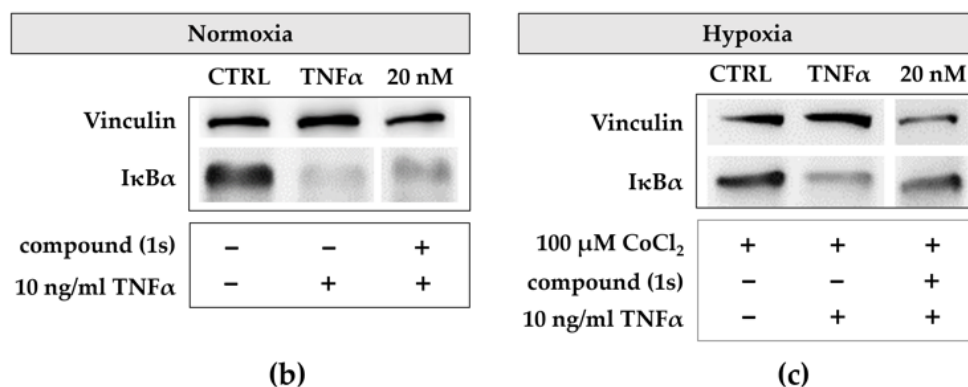 Normoxia
CTRL TNFα 20 nM
Vinculin
IκBα
compound (1s) – – +
10 ng/ml TNFα – + +
(b)
Hypoxia
CTRL TNFα 20 nM
Vinculin
IκBα
100 μM CoCl₂ + + +
compound (1s) – – +
10 ng/ml TNFα – + +
(c)